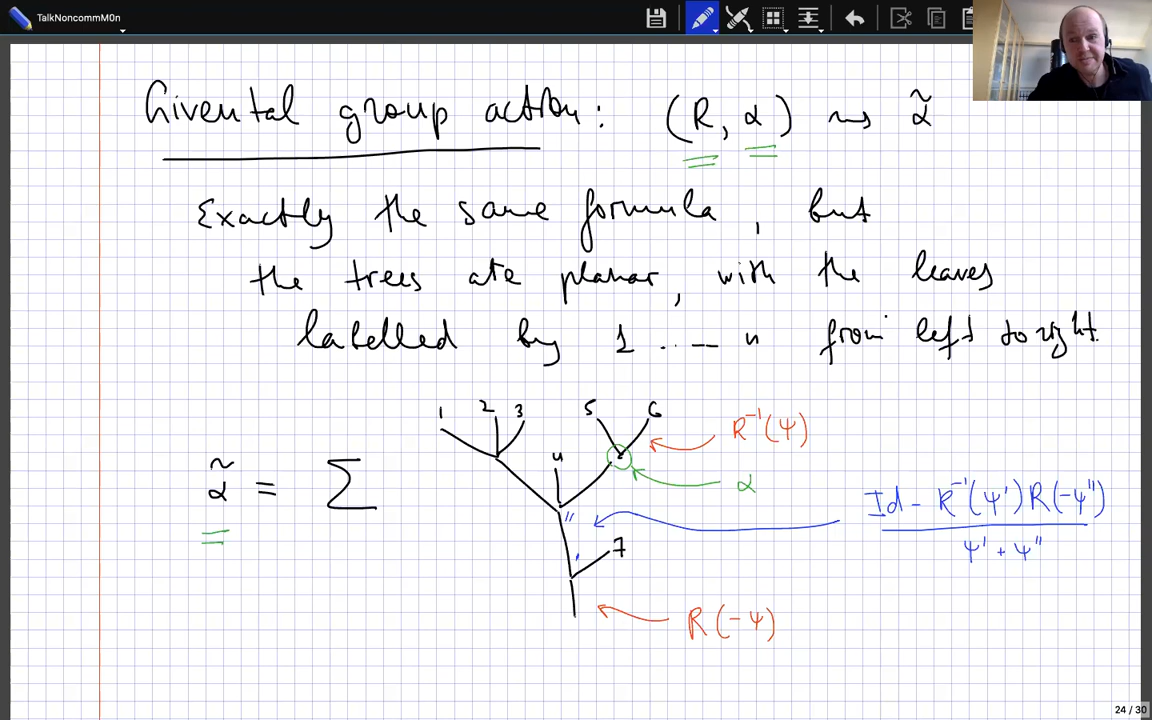 TalkNoncommM0n
Givental group action: (R, α) ⇝ α̃
Exactly the same formula, but
the trees are planar, with the leaves
labelled by 1 ... n from left to right.
1 2 3 5 6
R⁻¹(ψ)
4
α
α̃ = Σ
Id - R⁻¹(ψ')R(-ψ'')
ψ' + ψ''
''
'
7
R(-ψ)
24 / 30